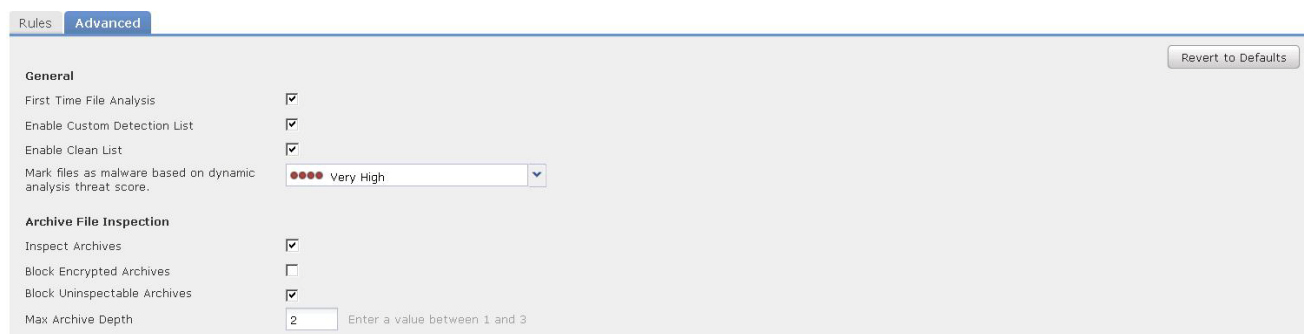 Rules Advanced
Revert to Defaults
General
First Time File Analysis
Enable Custom Detection List
Enable Clean List
Mark files as malware based on dynamic
analysis threat score.
Very High
Archive File Inspection
Inspect Archives
Block Encrypted Archives
Block Uninspectable Archives
Max Archive Depth 2 Enter a value between 1 and 3